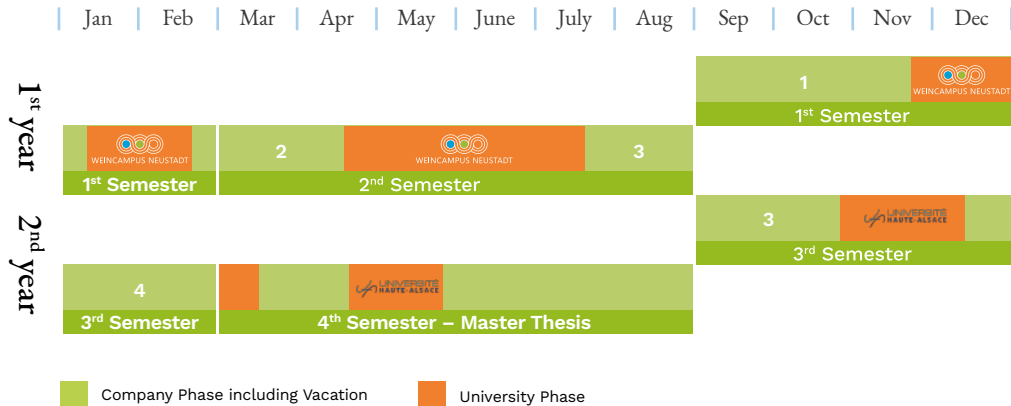 Jan Feb Mar Apr May June July Aug Sep Oct Nov Dec
1st year
1
WEINCAMPUS NEUSTADT
1st Semester
WEINCAMPUS NEUSTADT
2
WEINCAMPUS NEUSTADT
3
1st Semester
2nd Semester
2nd year
3
UNIVERSITÉ
HAUTE-ALSACE
3rd Semester
4
UNIVERSITÉ
HAUTE-ALSACE
3rd Semester
4th Semester – Master Thesis
Company Phase including Vacation
University Phase